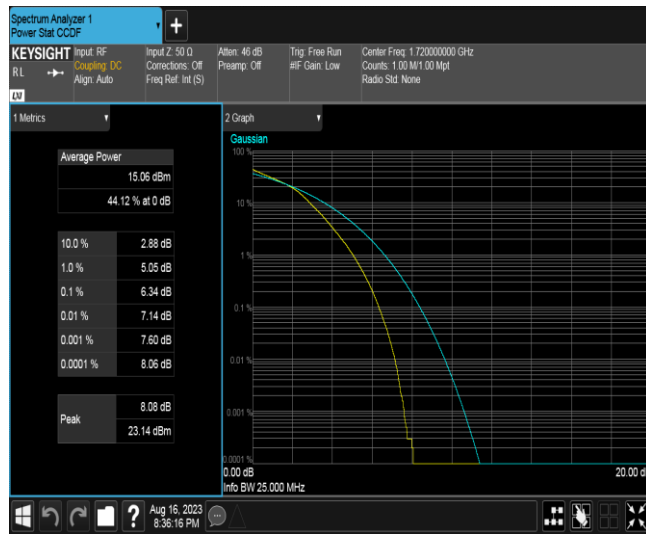 Spectrum Analyzer 1
Power Stat CCDF
KEYSIGHT
RL
LXI
Input: RF
Coupling: DC
Align: Auto
Input Z: 50 Ω
Corrections: Off
Freq Ref: Int (S)
Atten: 46 dB
Preamp: Off
Trig: Free Run
#IF Gain: Low
Center Freq: 1.720000000 GHz
Counts: 1.00 M/1.00 Mpt
Radio Std: None
1 Metrics
Average Power
15.06 dBm
44.12 % at 0 dB
10.0 % 2.88 dB
1.0 % 5.05 dB
0.1 % 6.34 dB
0.01 % 7.14 dB
0.001 % 7.60 dB
0.0001 % 8.06 dB
Peak
8.08 dB
23.14 dBm
2 Graph
Gaussian
100 %
10 %
1 %
0.1 %
0.01 %
0.001 %
0.0001 %
0.00 dB
20.00 d
Info BW 25.000 MHz
?
Aug 16, 2023
8:36:16 PM